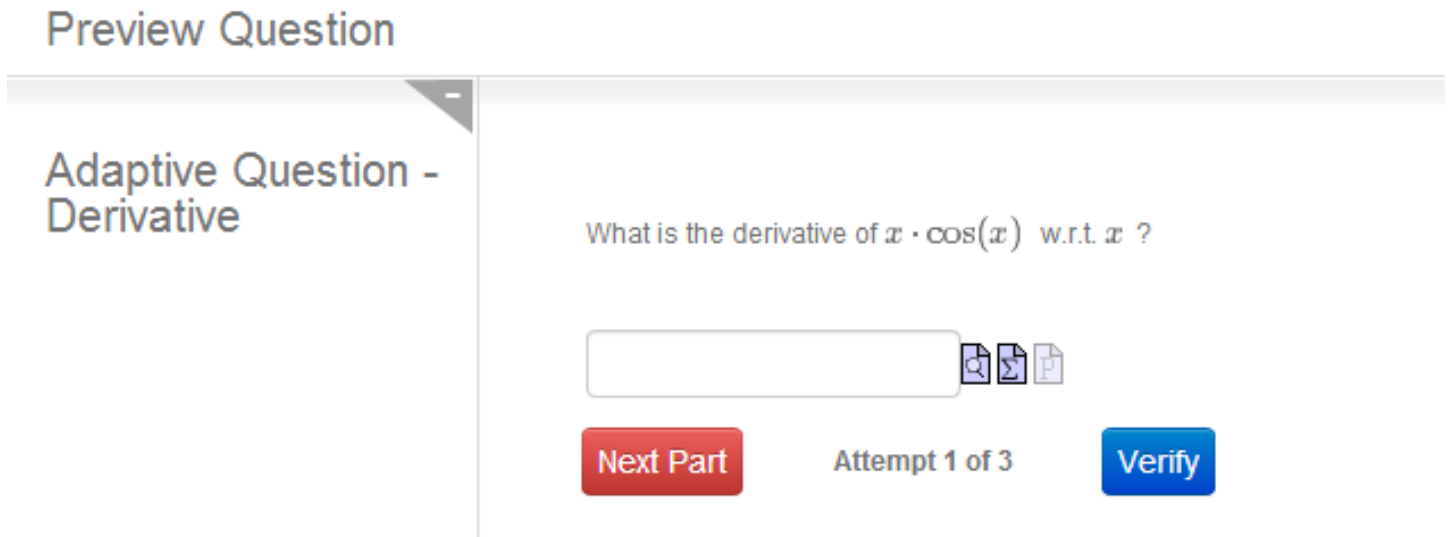 Preview Question
Adaptive Question -
Derivative
What is the derivative of x · cos(x) w.r.t. x ?
Next Part
Attempt 1 of 3
Verify